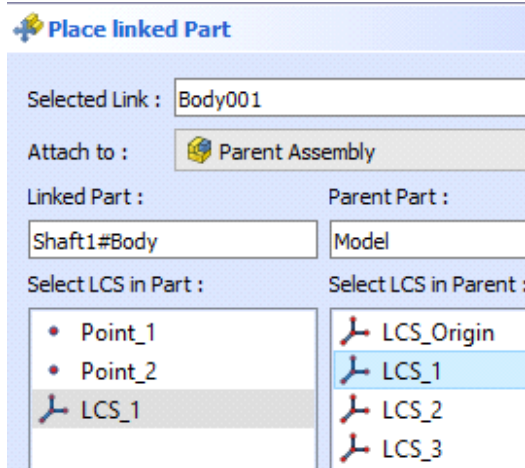 Place linked Part
Selected Link : Body001
Attach to : Parent Assembly
Linked Part : Parent Part :
Shaft1#Body Model
Select LCS in Part : Select LCS in Parent :
Point_1 LCS_Origin
Point_2 LCS_1
LCS_1 LCS_2
LCS_3